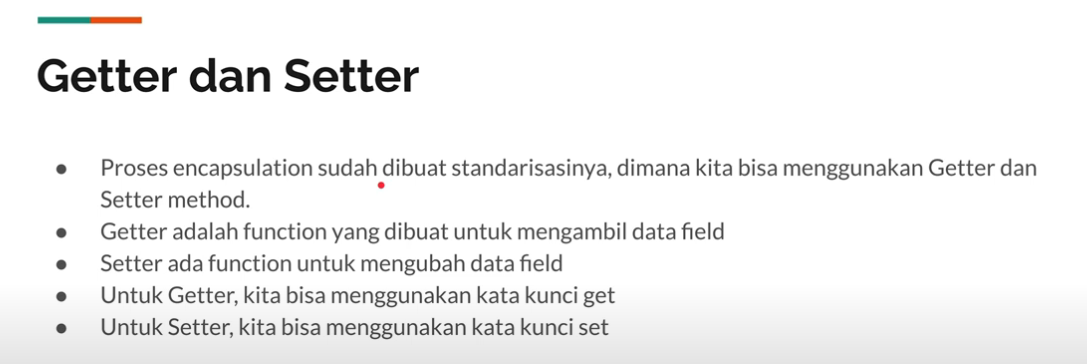 Getter dan Setter
● Proses encapsulation sudah dibuat standarisasinya, dimana kita bisa menggunakan Getter dan
Setter method.
● Getter adalah function yang dibuat untuk mengambil data field
● Setter ada function untuk mengubah data field
● Untuk Getter, kita bisa menggunakan kata kunci get
● Untuk Setter, kita bisa menggunakan kata kunci set